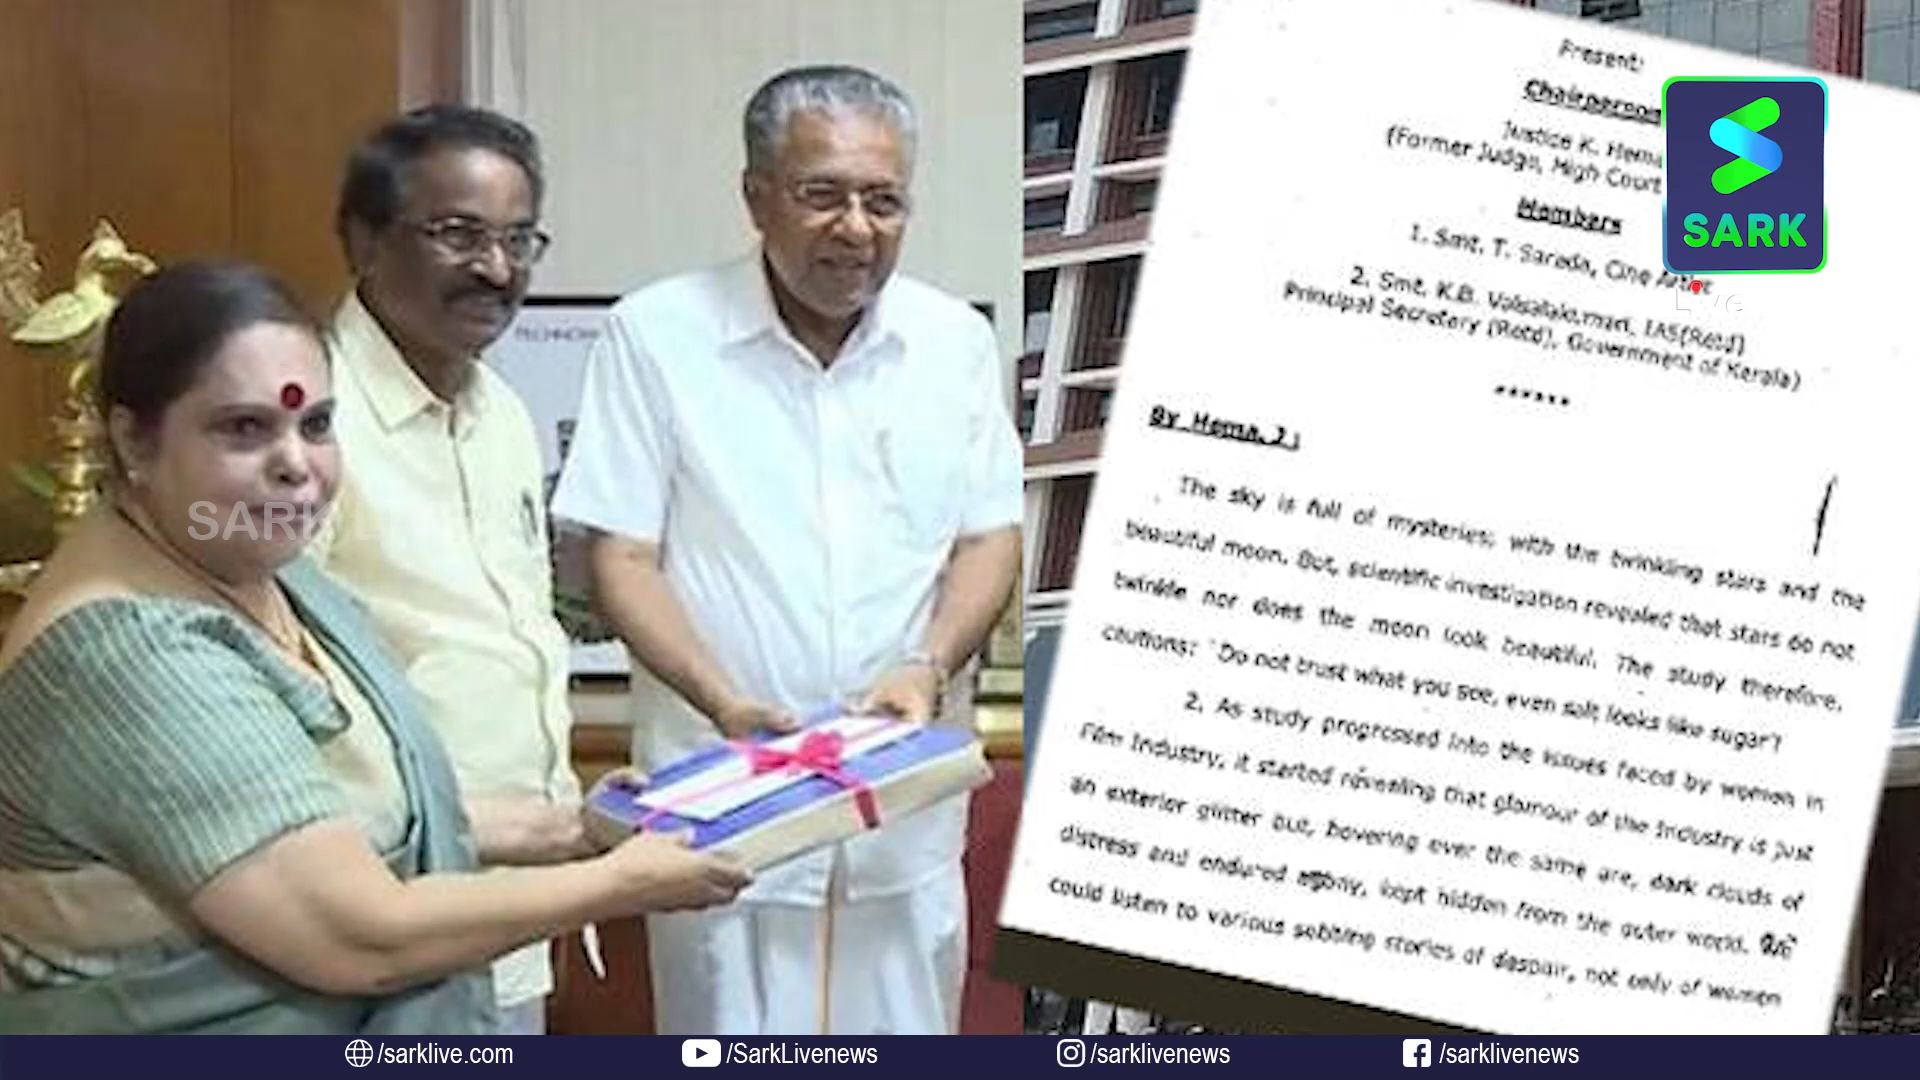 Present:
Chairperson
Justice K. Hema
(Former Judge, High Court
Members
1. Smt. T. Sarada, Cine Artist
2. Smt. K.B. Valsalakumari, IAS(Retd)
Principal Secretary (Retd), Government of Kerala)
******
By Hema, J:
The sky is full of mysteries; with the twinkling stars and the
beautiful moon. But, scientific investigation revealed that stars do not
twinkle nor does the moon look beautiful. The study therefore,
cautions: 'Do not trust what you see, even salt looks like sugar'!
2. As study progressed into the issues faced by women in
Film Industry, it started revealing that glamour of the Industry is just
an exterior glitter but, hovering over the same are, dark clouds of
distress and endured agony, kept hidden from the outer world. We
could listen to various sobbing stories of despair, not only of women
SARK
Live
SARK
TECHNOP
/sarklive.com
/SarkLivenews
/sarklivenews
/sarklivenews